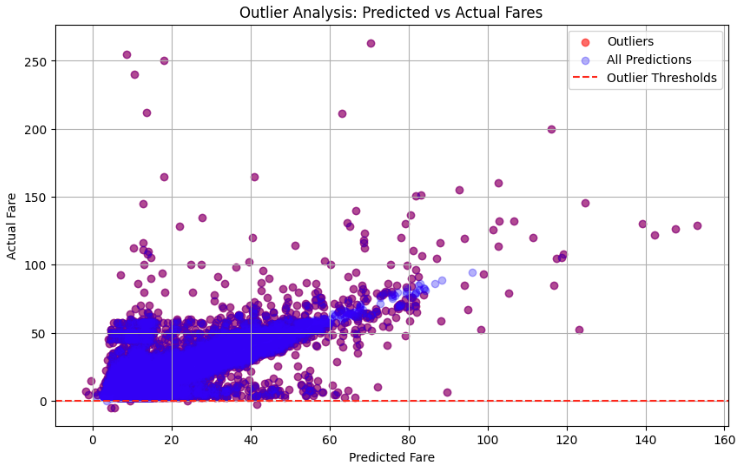 Outlier Analysis: Predicted vs Actual Fares
Outliers
All Predictions
Outlier Thresholds
Actual Fare
250
200
150
100
50
0
0 20 40 60 80 100 120 140 160
Predicted Fare